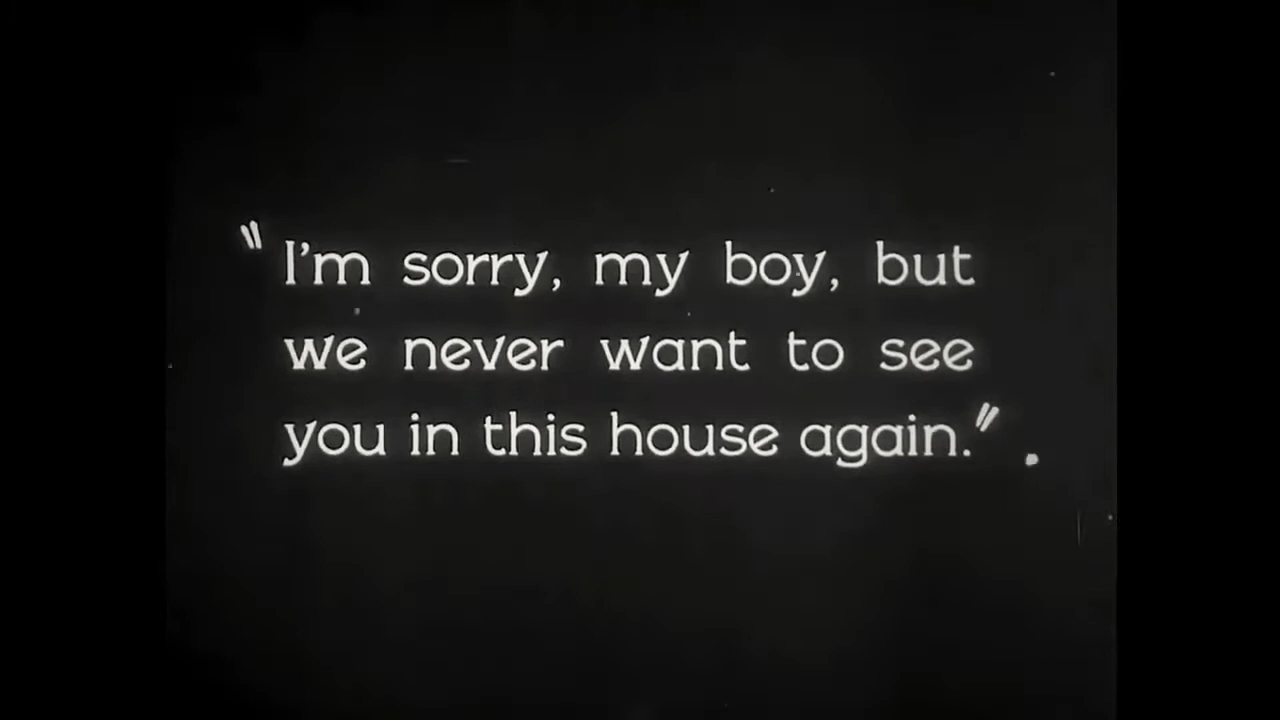 "I'm sorry, my boy, but
we never want to see
you in this house again."